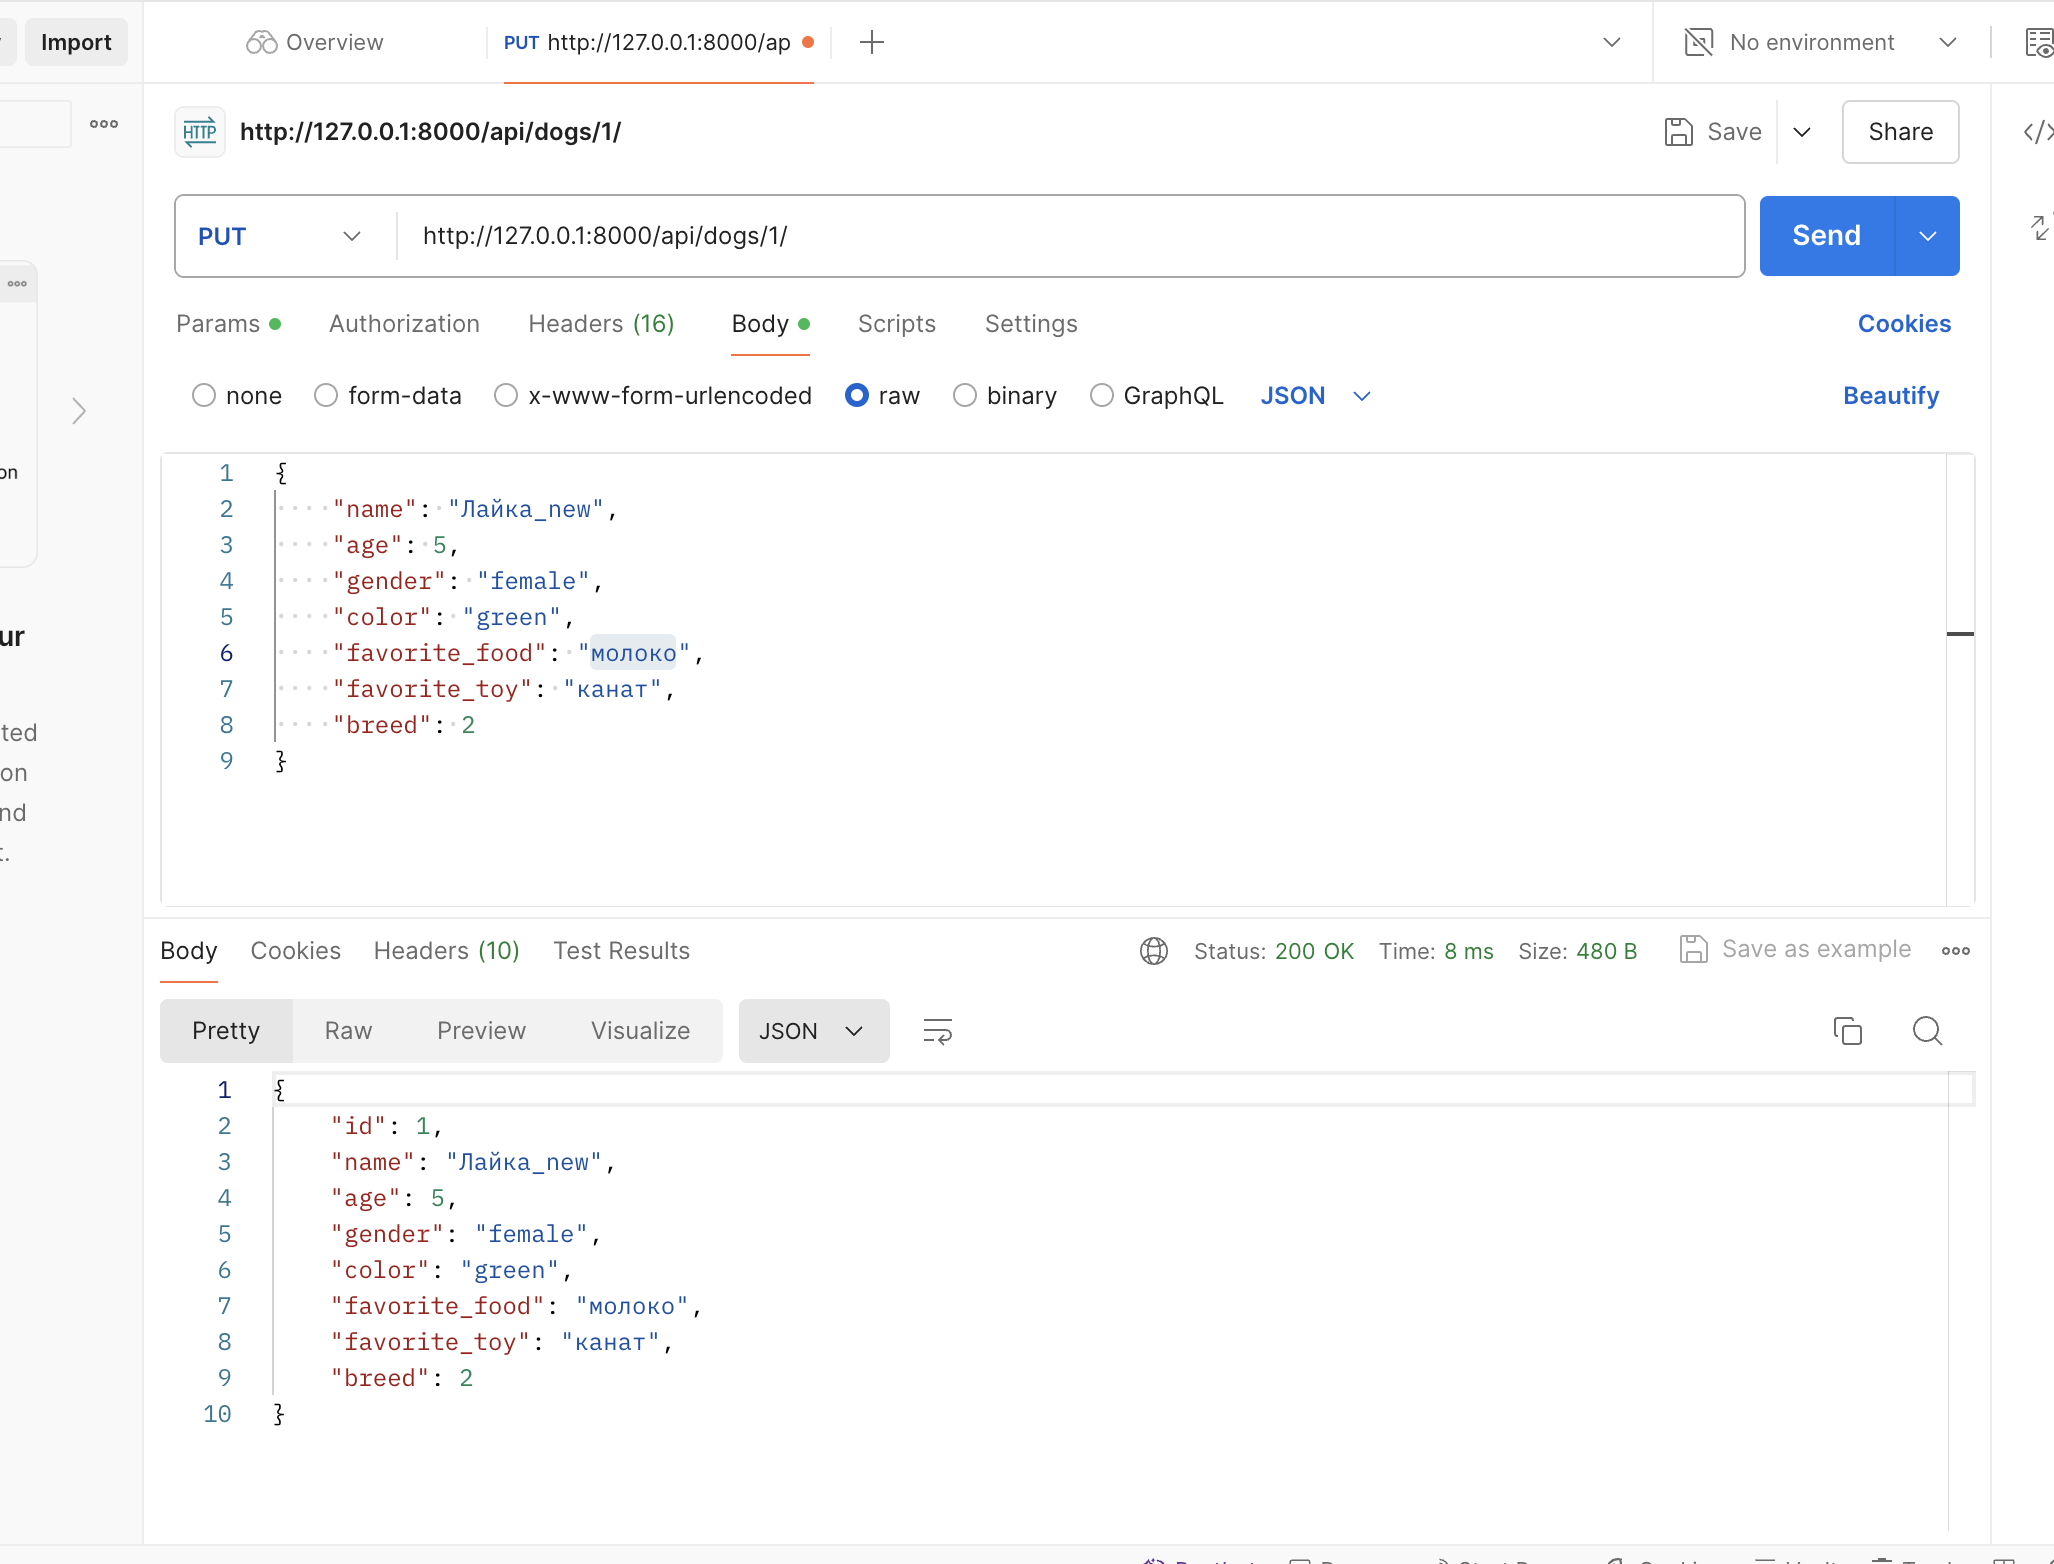 Import
Overview
PUT http://127.0.0.1:8000/ap
No environment
HTTP http://127.0.0.1:8000/api/dogs/1/
Save
Share
PUT
http://127.0.0.1:8000/api/dogs/1/
Send
Params
Authorization
Headers (16)
Body
Scripts
Settings
Cookies
none
form-data
x-www-form-urlencoded
raw
binary
GraphQL
JSON
Beautify
1 {
2 "name": "Лайка_new",
3 "age": 5,
4 "gender": "female",
5 "color": "green",
6 "favorite_food": "молоко",
7 "favorite_toy": "канат",
8 "breed": 2
9 }
on
ur
ted
on
nd
t.
Body
Cookies
Headers (10)
Test Results
Status: 200 OK
Time: 8 ms
Size: 480 B
Save as example
Pretty
Raw
Preview
Visualize
JSON
1 {
2 "id": 1,
3 "name": "Лайка_new",
4 "age": 5,
5 "gender": "female",
6 "color": "green",
7 "favorite_food": "молоко",
8 "favorite_toy": "канат",
9 "breed": 2
10 }